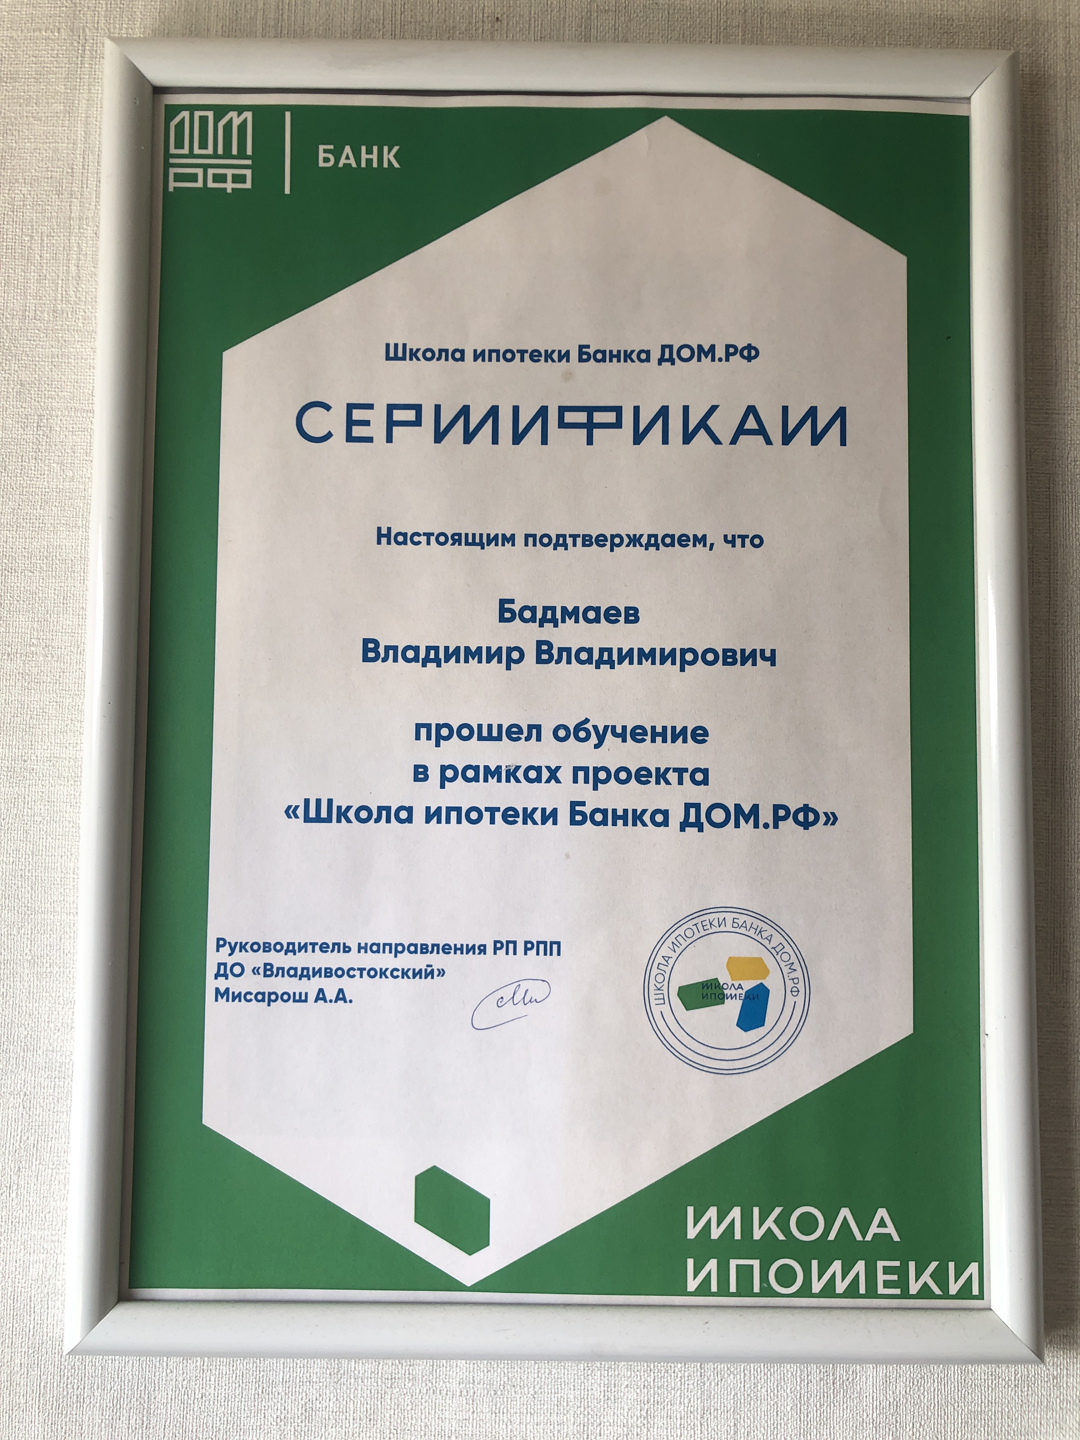 ДОМ
РФ
БАНК
Школа ипотеки Банка ДОМ.РФ
СЕРТИФИКАТ
Настоящим подтверждаем, что
Бадмаев
Владимир Владимирович
прошел обучение
в рамках проекта
«Школа ипотеки Банка ДОМ.РФ»
Руководитель направления РП РПП
ДО «Владивостокский»
Мисарош А.А.
ШКОЛА ИПОТЕКИ БАНКА ДОМ.РФ
ШКОЛА
ИПОТЕКИ
ШКОЛА
ИПОТЕКИ